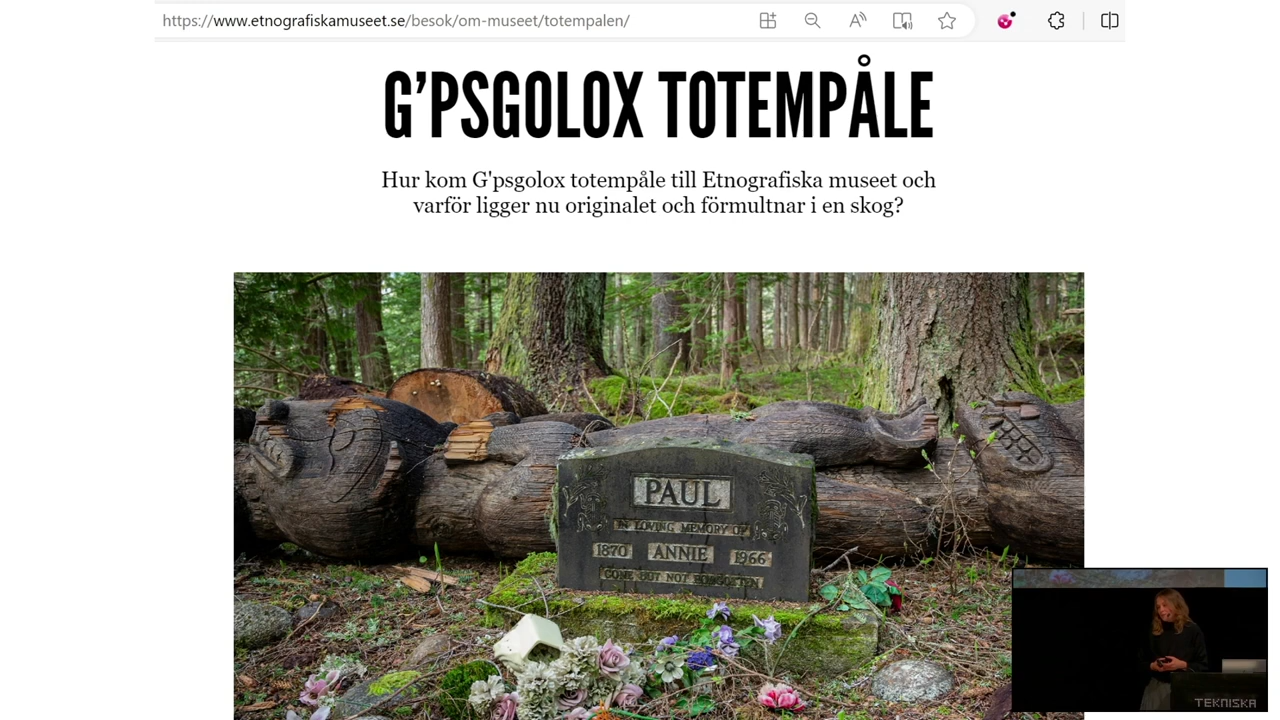 https://www.etnografiskamuseet.se/besok/om-museet/totempalen/
G’PSGOLOX TOTEMPÅLE
Hur kom G'psgolox totempåle till Etnografiska museet och
varför ligger nu originalet och förmultnar i en skog?
PAUL
IN LOVING MEMORY OF
1870 ANNIE 1966
GONE BUT NOT FORGOTTEN
TEKNISKA